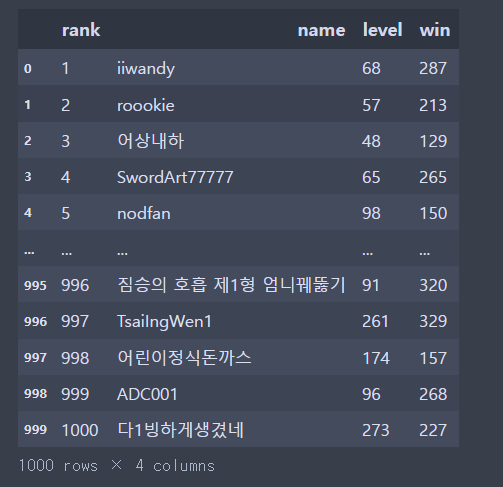 rank name level win
0 1 iiwandy 68 287
1 2 roookie 57 213
2 3 어상내하 48 129
3 4 SwordArt77777 65 265
4 5 nodfan 98 150
... ... ... ... ...
995 996 짐승의 호흡 제1형 엄니꿰뚫기 91 320
996 997 TsaiIngWen1 261 329
997 998 어린이정식돈까스 174 157
998 999 ADC001 96 268
999 1000 다1빙하게생겼네 273 227
1000 rows × 4 columns